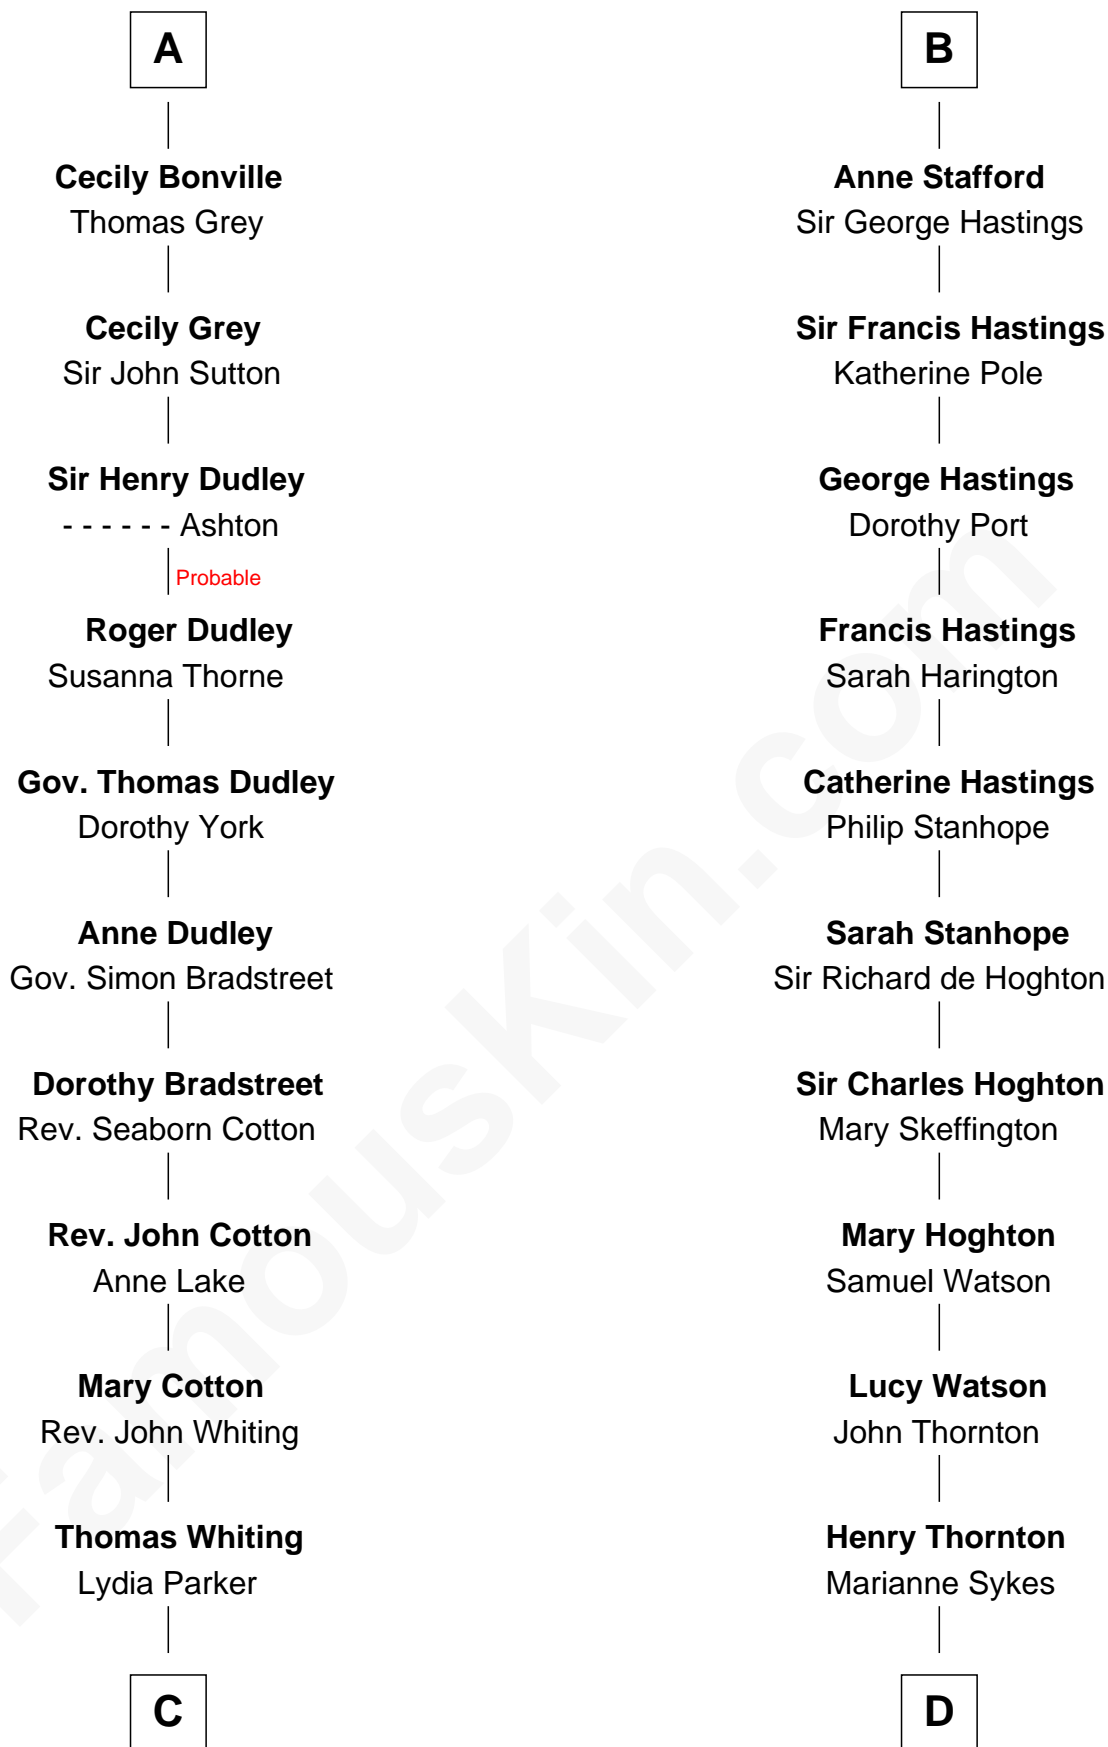 A
Cecily Bonville
Thomas Grey
Cecily Grey
Sir John Sutton
Sir Henry Dudley
- - - - - - Ashton
Probable
Roger Dudley
Susanna Thorne
Gov. Thomas Dudley
Dorothy York
Anne Dudley
Gov. Simon Bradstreet
Dorothy Bradstreet
Rev. Seaborn Cotton
Rev. John Cotton
Anne Lake
Mary Cotton
Rev. John Whiting
Thomas Whiting
Lydia Parker
C
B
Anne Stafford
Sir George Hastings
Sir Francis Hastings
Katherine Pole
George Hastings
Dorothy Port
Francis Hastings
Sarah Harington
Catherine Hastings
Philip Stanhope
Sarah Stanhope
Sir Richard de Hoghton
Sir Charles Hoghton
Mary Skeffington
Mary Hoghton
Samuel Watson
Lucy Watson
John Thornton
Henry Thornton
Marianne Sykes
D
FamousKin.com